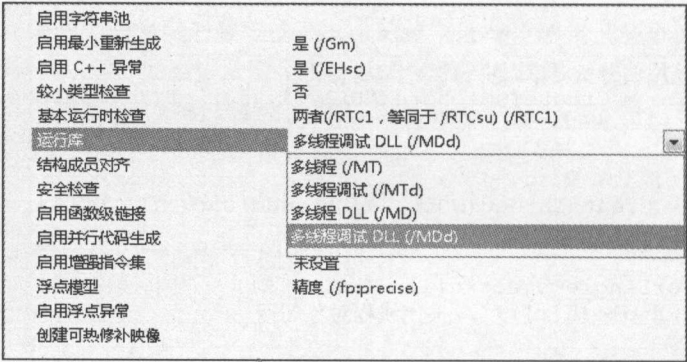 启用字符串池
启用最小重新生成 是 (/Gm)
启用 C++ 异常 是 (/EHsc)
较小类型检查 否
基本运行时检查 两者(/RTC1，等同于 /RTCsu) (/RTC1)
运行库 多线程调试 DLL (/MDd)
结构成员对齐 多线程 (/MT)
安全检查 多线程调试 (/MTd)
启用函数级链接 多线程 DLL (/MD)
启用并行代码生成 多线程调试 DLL (/MDd)
启用增强指令集 未设置
浮点模型 精度 (/fp:precise)
启用浮点异常
创建可热修补映像